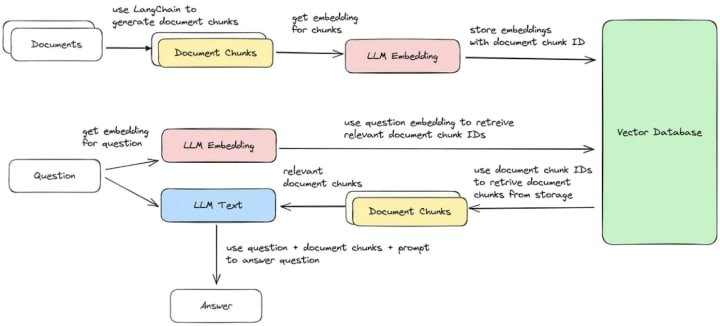 use LangChain to
generate document chunks
get embedding
for chunks
store embeddings
with document chunk ID
Documents
Document Chunks
LLM Embedding
Vector Database
get embedding
for question
LLM Embedding
use question embedding to retreive
relevant document chunk IDs
Question
relevant
document chunks
use document chunk IDs
to retrive document
chunks from storage
LLM Text
Document Chunks
use question + document chunks + prompt
to answer question
Answer